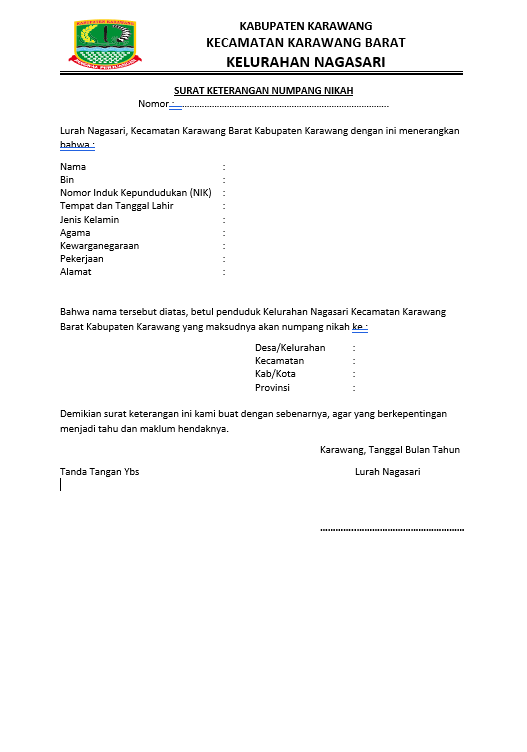 KABUPATEN KARAWANG
KECAMATAN KARAWANG BARAT
KELURAHAN NAGASARI
SURAT KETERANGAN NUMPANG NIKAH
Nomor : ……………………………………………………………………
Lurah Nagasari, Kecamatan Karawang Barat Kabupaten Karawang dengan ini menerangkan
bahwa :
Nama :
Bin :
Nomor Induk Kepundudukan (NIK) :
Tempat dan Tanggal Lahir :
Jenis Kelamin :
Agama :
Kewarganegaraan :
Pekerjaan :
Alamat :
Bahwa nama tersebut diatas, betul penduduk Kelurahan Nagasari Kecamatan Karawang
Barat Kabupaten Karawang yang maksudnya akan numpang nikah ke :
Desa/Kelurahan :
Kecamatan :
Kab/Kota :
Provinsi :
Demikian surat keterangan ini kami buat dengan sebenarnya, agar yang berkepentingan
menjadi tahu dan maklum hendaknya.
Karawang, Tanggal Bulan Tahun
Tanda Tangan Ybs Lurah Nagasari
………………………………………………